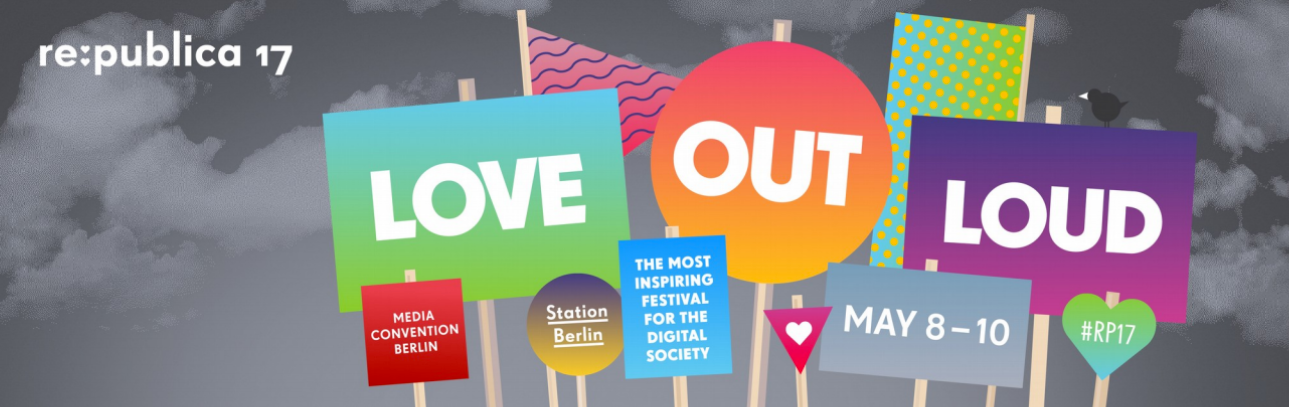 re:publica 17
LOVE
OUT
LOUD
MEDIA
CONVENTION
BERLIN
Station
Berlin
THE MOST
INSPIRING
FESTIVAL
FOR THE
DIGITAL
SOCIETY
MAY 8–10
#RP17